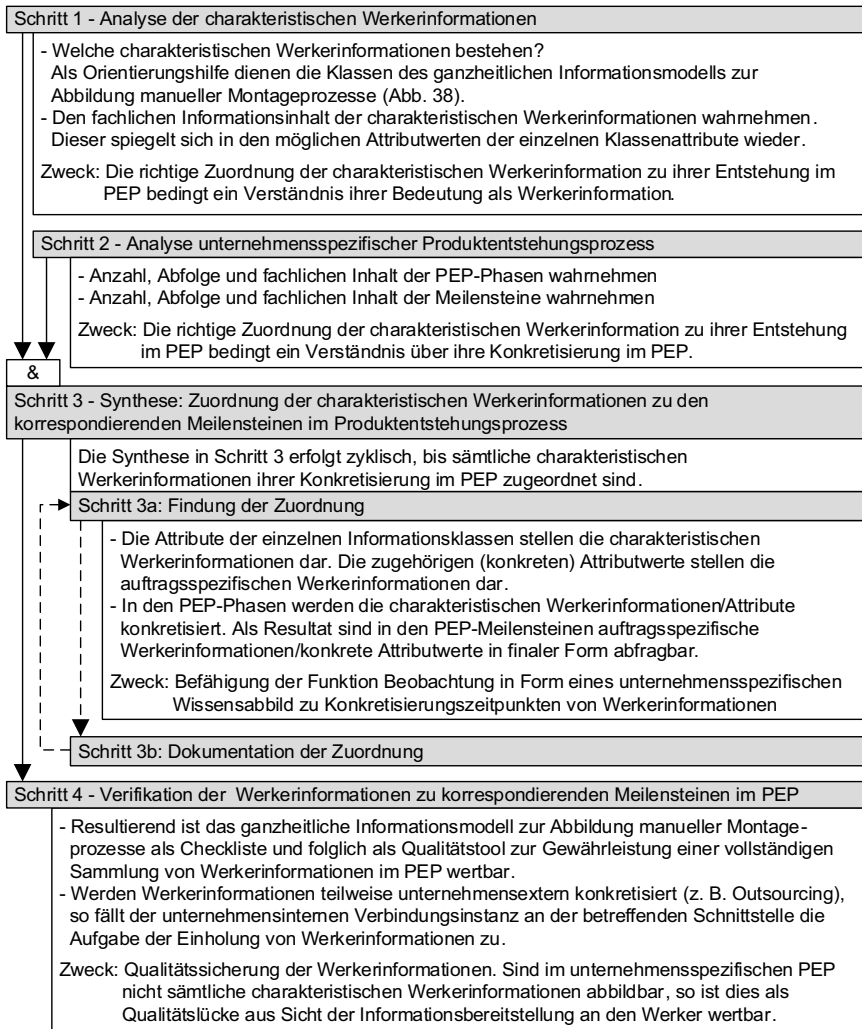 Schritt 1 - Analyse der charakteristischen Werkerinformationen
- Welche charakteristischen Werkerinformationen bestehen?
Als Orientierungshilfe dienen die Klassen des ganzheitlichen Informationsmodells zur
Abbildung manueller Montageprozesse (Abb. 38).
- Den fachlichen Informationsinhalt der charakteristischen Werkerinformationen wahrnehmen.
Dieser spiegelt sich in den möglichen Attributwerten der einzelnen Klassenattribute wieder.
Zweck: Die richtige Zuordnung der charakteristischen Werkerinformation zu ihrer Entstehung im
PEP bedingt ein Verständnis ihrer Bedeutung als Werkerinformation.
Schritt 2 - Analyse unternehmensspezifischer Produktentstehungsprozess
- Anzahl, Abfolge und fachlichen Inhalt der PEP-Phasen wahrnehmen
- Anzahl, Abfolge und fachlichen Inhalt der Meilensteine wahrnehmen
Zweck: Die richtige Zuordnung der charakteristischen Werkerinformation zu ihrer Entstehung
im PEP bedingt ein Verständnis über ihre Konkretisierung im PEP.
&
Schritt 3 - Synthese: Zuordnung der charakteristischen Werkerinformationen zu den
korrespondierenden Meilensteinen im Produktentstehungsprozess
Die Synthese in Schritt 3 erfolgt zyklisch, bis sämtliche charakteristischen
Werkerinformationen ihrer Konkretisierung im PEP zugeordnet sind.
Schritt 3a: Findung der Zuordnung
- Die Attribute der einzelnen Informationsklassen stellen die charakteristischen
Werkerinformationen dar. Die zugehörigen (konkreten) Attributwerte stellen die
auftragsspezifischen Werkerinformationen dar.
- In den PEP-Phasen werden die charakteristischen Werkerinformationen/Attribute
konkretisiert. Als Resultat sind in den PEP-Meilensteinen auftragsspezifische
Werkerinformationen/konkrete Attributwerte in finaler Form abfragbar.
Zweck: Befähigung der Funktion Beobachtung in Form eines unternehmensspezifischen
Wissensabbild zu Konkretisierungszeitpunkten von Werkerinformationen
Schritt 3b: Dokumentation der Zuordnung
Schritt 4 - Verifikation der Werkerinformationen zu korrespondierenden Meilensteinen im PEP
- Resultierend ist das ganzheitliche Informationsmodell zur Abbildung manueller Montage-
prozesse als Checkliste und folglich als Qualitätstool zur Gewährleistung einer vollständigen
Sammlung von Werkerinformationen im PEP wertbar.
- Werden Werkerinformationen teilweise unternehmensextern konkretisiert (z. B. Outsourcing),
so fällt der unternehmensinternen Verbindungsinstanz an der betreffenden Schnittstelle die
Aufgabe der Einholung von Werkerinformationen zu.
Zweck: Qualitätssicherung der Werkerinformationen. Sind im unternehmensspezifischen PEP
nicht sämtliche charakteristischen Werkerinformationen abbildbar, so ist dies als
Qualitätslücke aus Sicht der Informationsbereitstellung an den Werker wertbar.